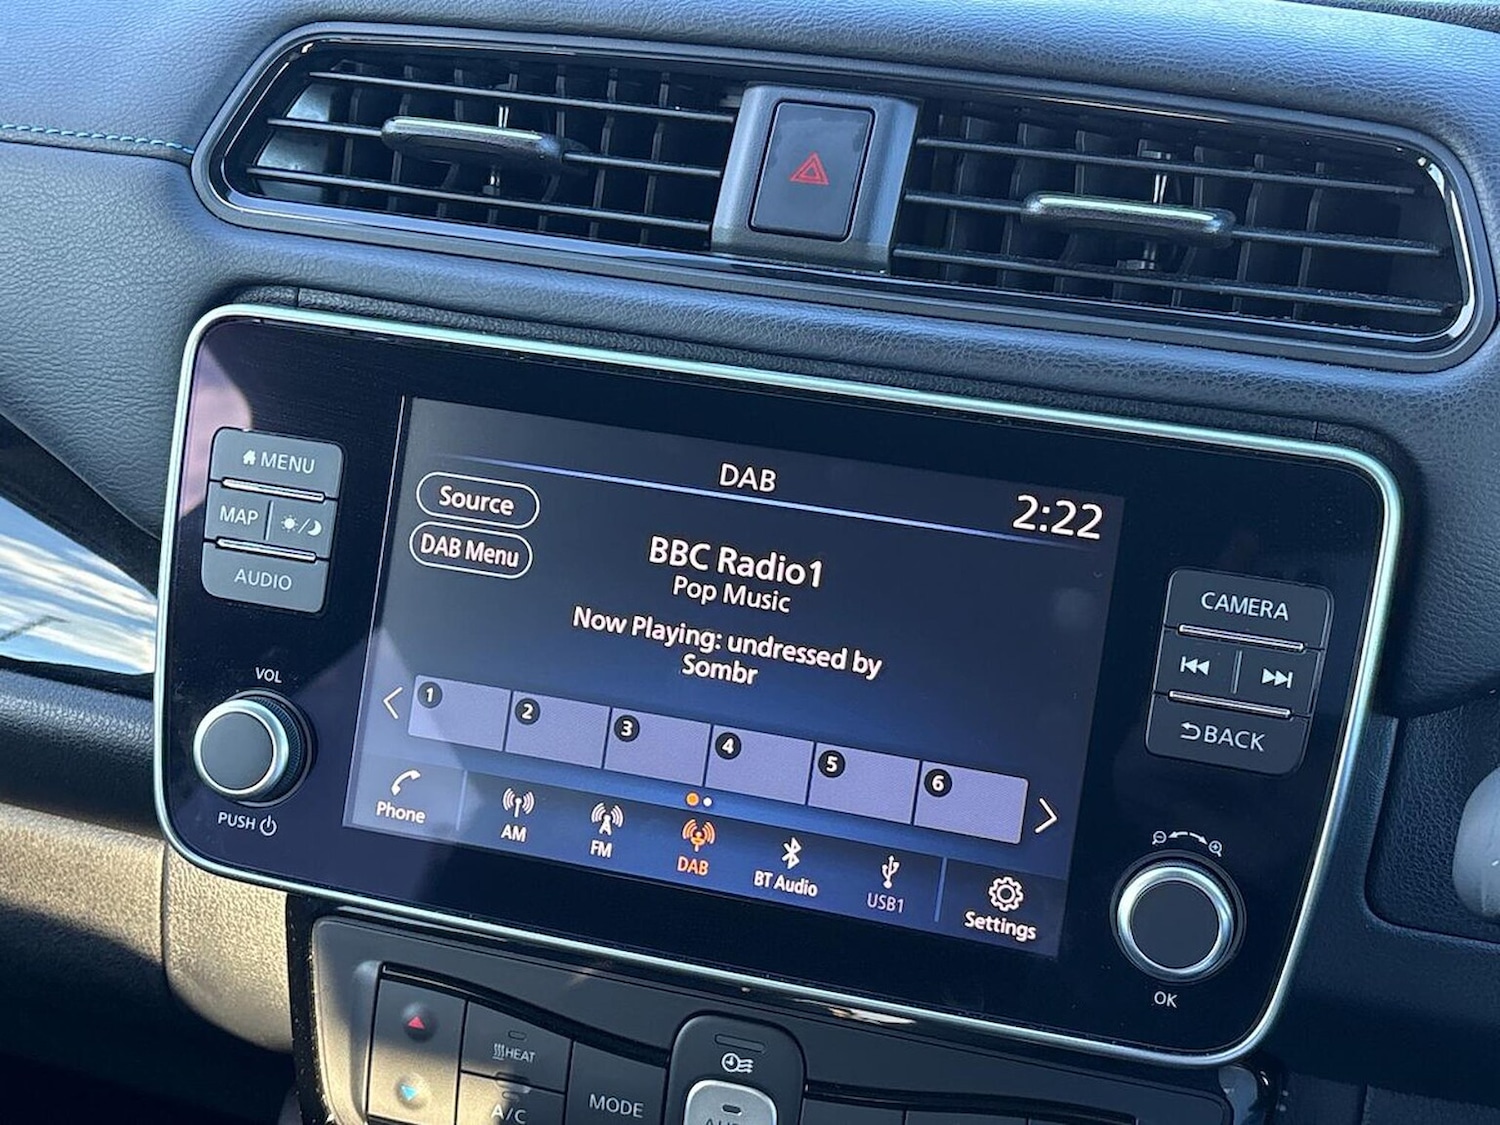 MENU
MAP
AUDIO
VOL
PUSH
DAB
2:22
Source
DAB Menu
BBC Radio1
Pop Music
Now Playing: undressed by
Sombr
1 2 3 4 5 6
Phone
AM
FM
DAB
BT Audio
USB1
Settings
CAMERA
BACK
OK
HEAT
A/C
MODE